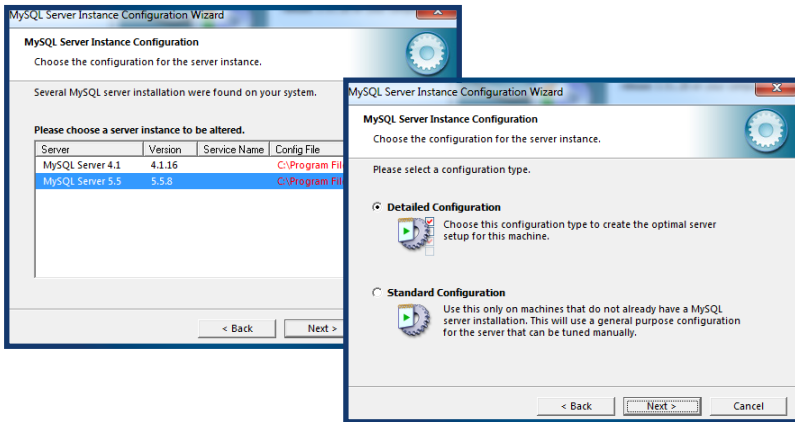 MySQL Server Instance Configuration Wizard
MySQL Server Instance Configuration
Choose the configuration for the server instance.
Several MySQL server installation were found on your system.
Please choose a server instance to be altered.
Server Version Service Name Config File
MySQL Server 4.1 4.1.16 C:\Program Fil
MySQL Server 5.5 5.5.8 C:\Program Fil
< Back Next >
MySQL Server Instance Configuration Wizard
MySQL Server Instance Configuration
Choose the configuration for the server instance.
Please select a configuration type.
Detailed Configuration
Choose this configuration type to create the optimal server
setup for this machine.
Standard Configuration
Use this only on machines that do not already have a MySQL
server installation. This will use a general purpose configuration
for the server that can be tuned manually.
< Back Next > Cancel